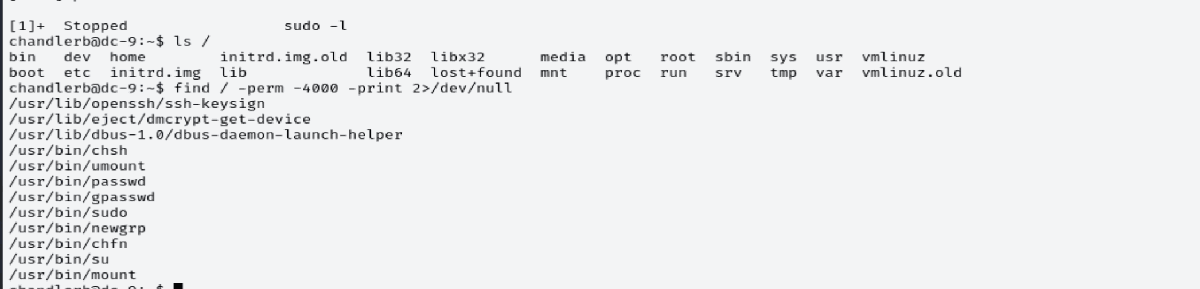 [1]+  Stopped                 sudo -l
chandlerb@dc-9:~$ ls /
bin   dev  home        initrd.img.old  lib32  libx32      media  opt   root  sbin  sys  usr  vmlinuz
boot  etc  initrd.img  lib             lib64  lost+found  mnt    proc  run   srv   tmp  var  vmlinuz.old
chandlerb@dc-9:~$ find / -perm -4000 -print 2>/dev/null
/usr/lib/openssh/ssh-keysign
/usr/lib/eject/dmcrypt-get-device
/usr/lib/dbus-1.0/dbus-daemon-launch-helper
/usr/bin/chsh
/usr/bin/umount
/usr/bin/passwd
/usr/bin/gpasswd
/usr/bin/sudo
/usr/bin/newgrp
/usr/bin/chfn
/usr/bin/su
/usr/bin/mount
chandlerb@dc-9:~$